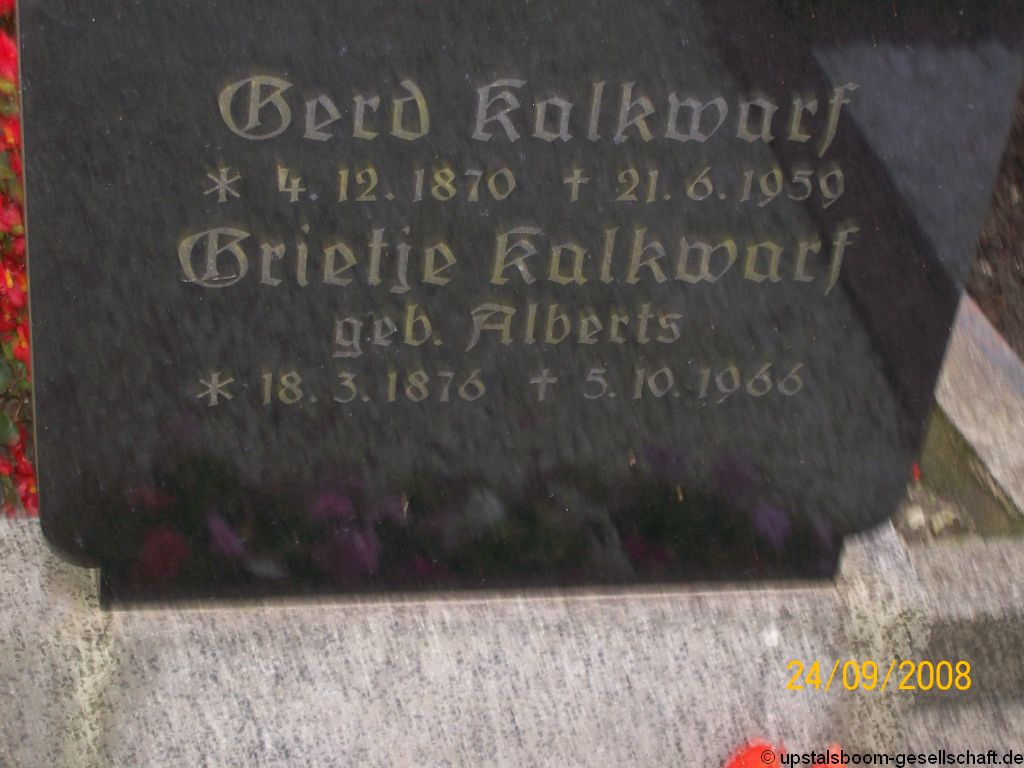 Gerd Kalkwarf
* 4. 12. 1870 † 21. 6. 1959
Grietje Kalkwarf
geb. Alberts
* 18. 3. 1876 † 5. 10. 1966
24/09/2008
© upstalsboom-gesellschaft.de